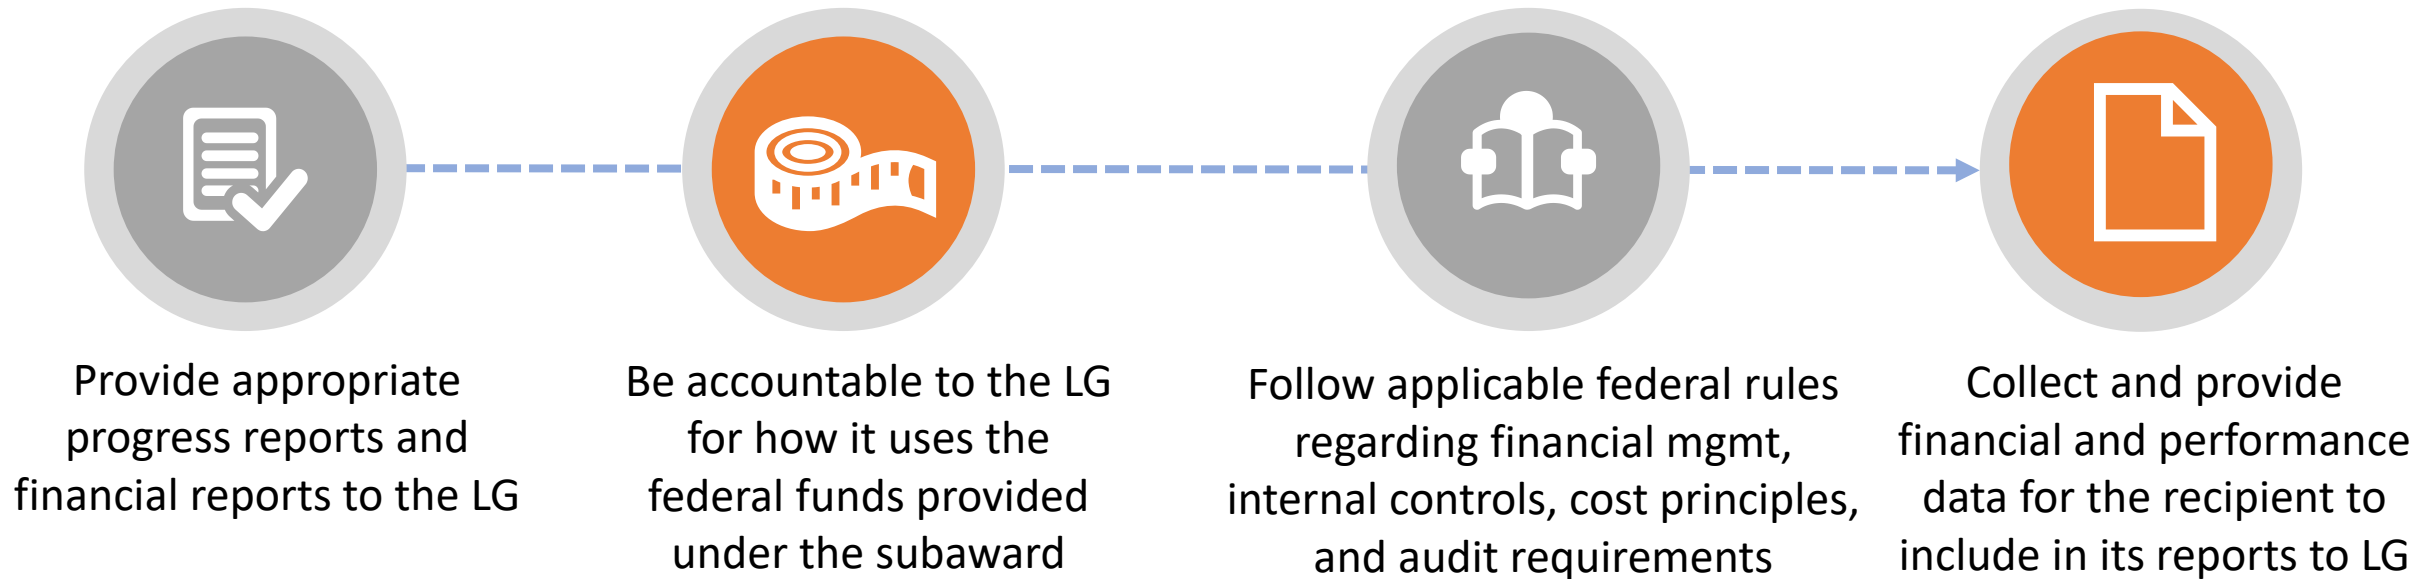 Provide appropriate
progress reports and
financial reports to the LG
Be accountable to the LG
for how it uses the
federal funds provided
under the subaward
Follow applicable federal rules
regarding financial mgmt,
internal controls, cost principles,
and audit requirements
Collect and provide
financial and performance
data for the recipient to
include in its reports to LG